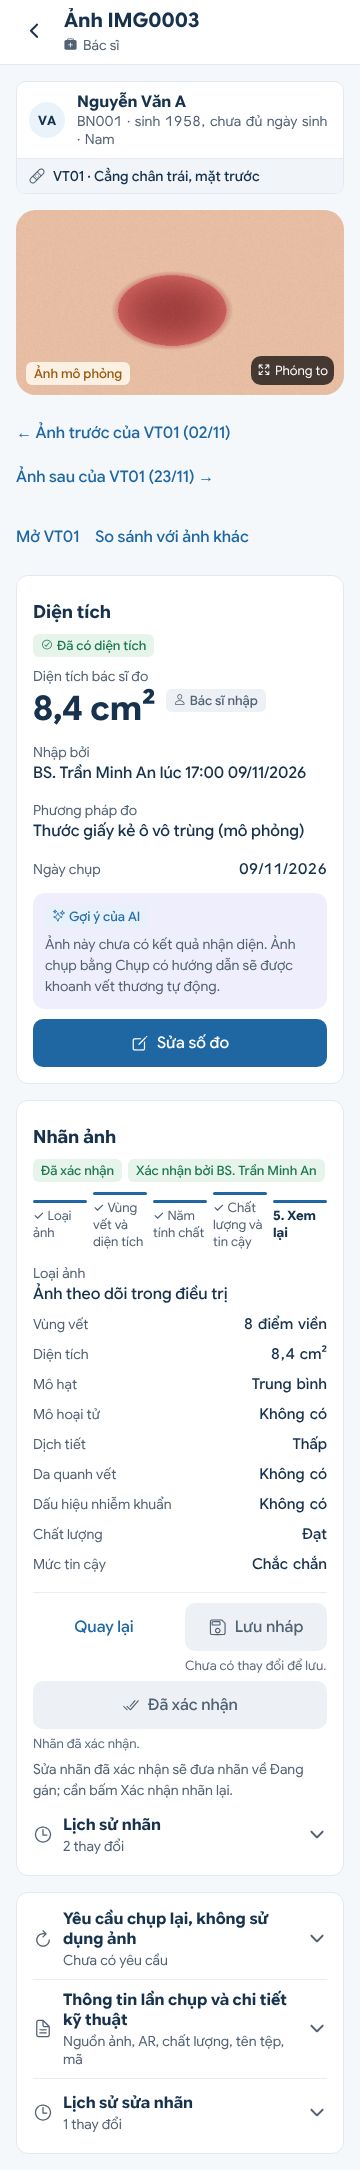 Ảnh IMG0003
Bác sĩ
VA
Nguyễn Văn A
BN001 · sinh 1958, chưa đủ ngày sinh
· Nam
VT01 · Cẳng chân trái, mặt trước
Ảnh mô phỏng
Phóng to
← Ảnh trước của VT01 (02/11)
Ảnh sau của VT01 (23/11) →
Mở VT01 So sánh với ảnh khác
Diện tích
Đã có diện tích
Diện tích bác sĩ đo
8,4 cm²
Bác sĩ nhập
Nhập bởi
BS. Trần Minh An lúc 17:00 09/11/2026
Phương pháp đo
Thước giấy kẻ ô vô trùng (mô phỏng)
Ngày chụp 09/11/2026
Gợi ý của AI
Ảnh này chưa có kết quả nhận diện. Ảnh
chụp bằng Chụp có hướng dẫn sẽ được
khoanh vết thương tự động.
Sửa số đo
Nhãn ảnh
Đã xác nhận
Xác nhận bởi BS. Trần Minh An
✓ Loại
ảnh
✓ Vùng
vết và
diện tích
✓ Năm
tính chất
✓ Chất
lượng và
tin cậy
5. Xem
lại
Loại ảnh
Ảnh theo dõi trong điều trị
Vùng vết 8 điểm viền
Diện tích 8,4 cm²
Mô hạt Trung bình
Mô hoại tử Không có
Dịch tiết Thấp
Da quanh vết Không có
Dấu hiệu nhiễm khuẩn Không có
Chất lượng Đạt
Mức tin cậy Chắc chắn
Quay lại
Lưu nháp
Chưa có thay đổi để lưu.
Đã xác nhận
Nhãn đã xác nhận.
Sửa nhãn đã xác nhận sẽ đưa nhãn về Đang
gán; cần bấm Xác nhận nhãn lại.
Lịch sử nhãn
2 thay đổi
Yêu cầu chụp lại, không sử
dụng ảnh
Chưa có yêu cầu
Thông tin lần chụp và chi tiết
kỹ thuật
Nguồn ảnh, AR, chất lượng, tên tệp,
mã
Lịch sử sửa nhãn
1 thay đổi